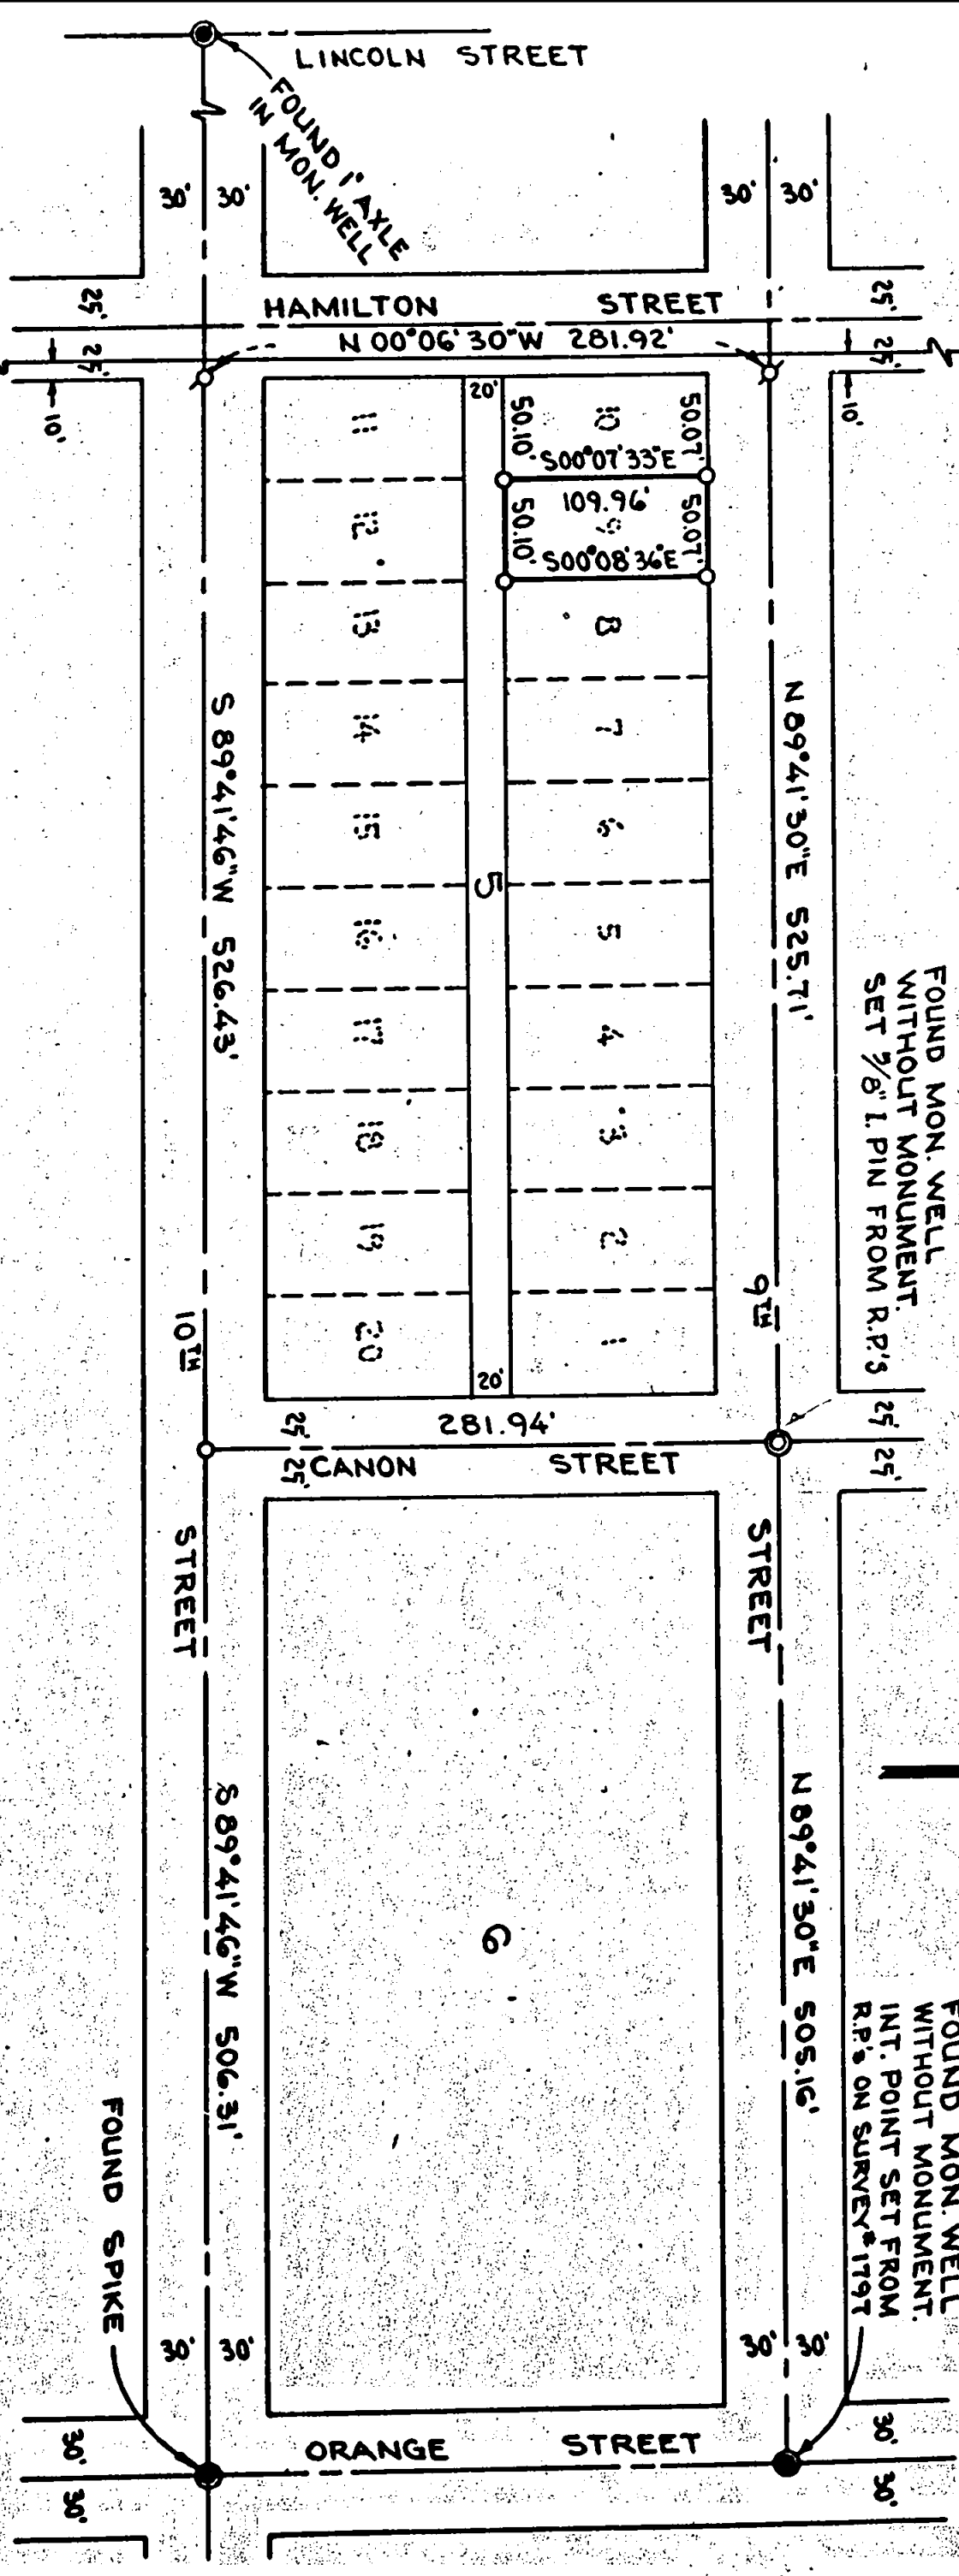 LINCOLN STREET
FOUND 1" AXLE
IN MON. WELL
30' 30'
30' 30'
25'
HAMILTON STREET
25'
25'
N 00°06'30"W 281.92'
25'
10'
10'
20'
11
50.10'
10
50.07'
S00°07'33"E
12
50.10'
109.96'
9
50.07'
S00°08'36"E
13
8
14
7
15
6
5
16
5
17
4
18
3
19
2
20
1
20'
S 89°41'46"W 526.43'
N 89°41'30"E 525.71'
FOUND MON. WELL
WITHOUT MONUMENT.
SET 5/8" I. PIN FROM R.P.'S
10TH
9TH
25'
281.94'
25'
25'
CANON STREET
25'
STREET
STREET
6
S 89°41'46"W 506.31'
N 89°41'30"E 505.16'
FOUND MON. WELL
WITHOUT MONUMENT.
INT. POINT SET FROM
R.P.'s ON SURVEY #1797
FOUND SPIKE
30' 30'
30' 30'
30'
ORANGE STREET
30'
30'
30'